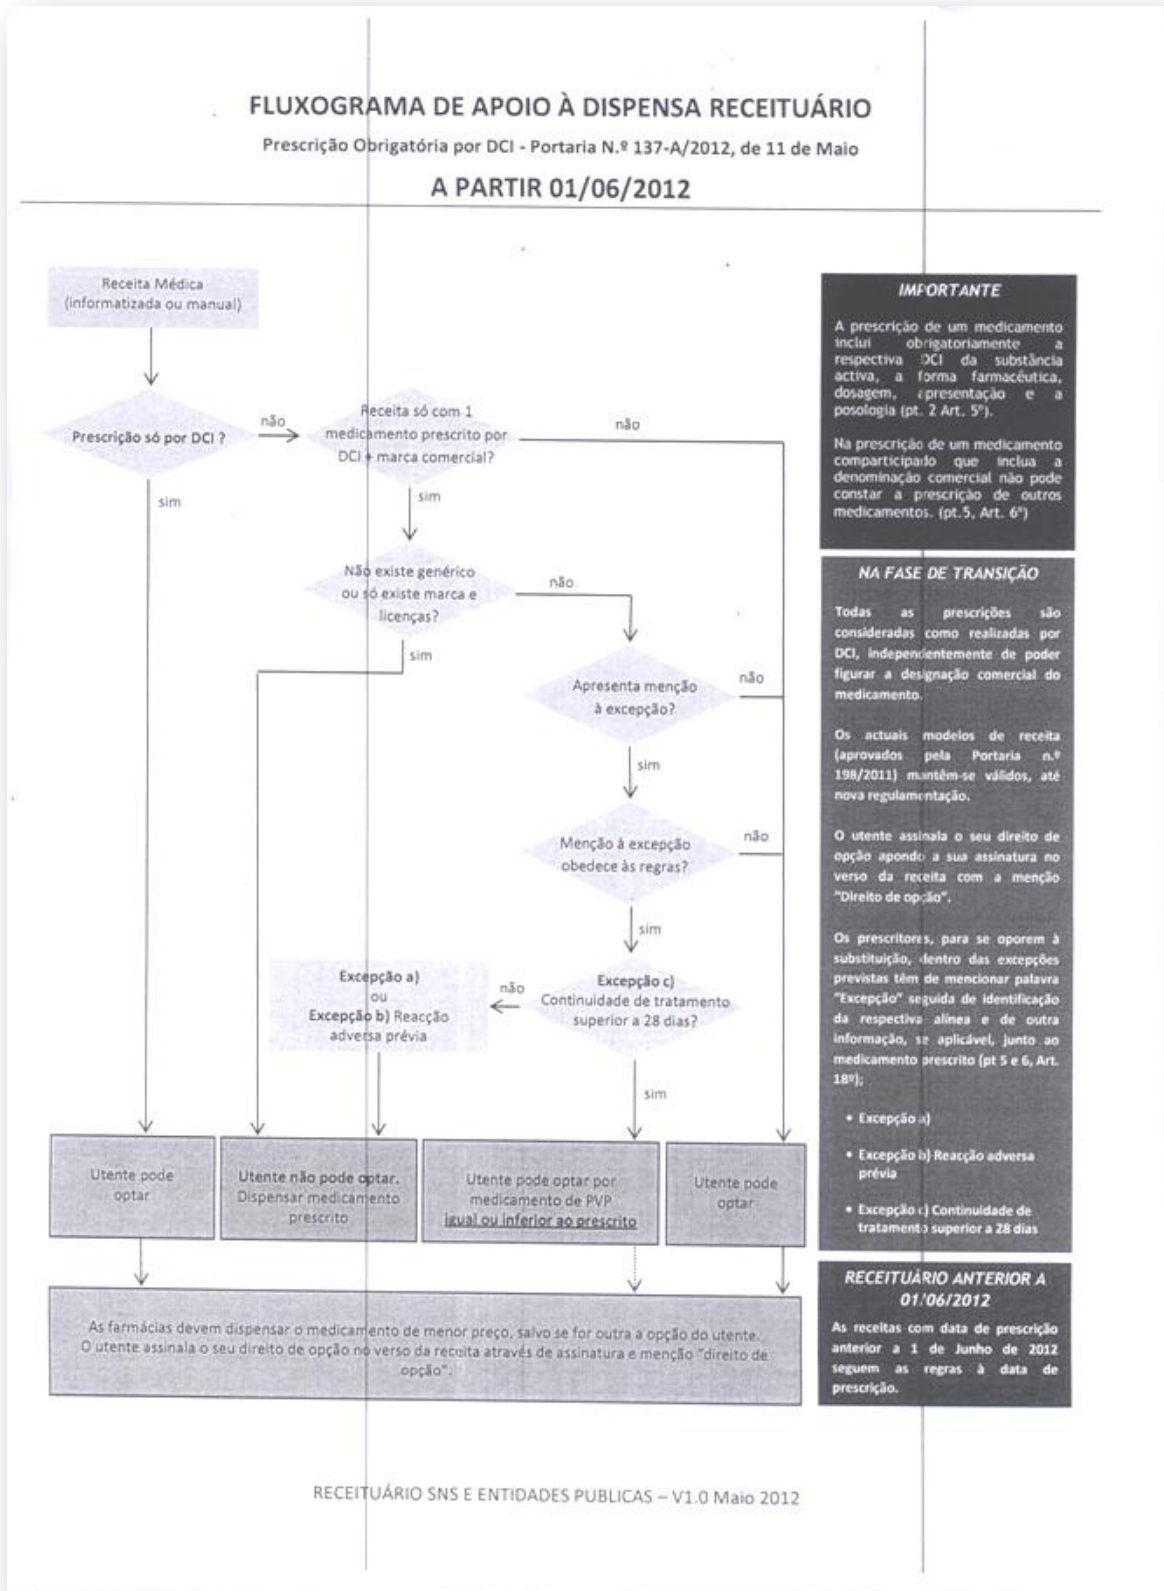 FLUXOGRAMA DE APOIO À DISPENSA RECEITUÁRIO
Prescrição Obrigatória por DCI - Portaria N.º 137-A/2012, de 11 de Maio
A PARTIR 01/06/2012
Receita Médica
(informatizada ou manual)
Prescrição só por DCI ?
não
sim
Receita só com 1
medicamento prescrito por
DCI + marca comercial?
não
sim
Não existe genérico
ou só existe marca e
licenças?
não
sim
Apresenta menção
à excepção?
não
sim
Menção à excepção
obedece às regras?
não
sim
Excepção c)
Continuidade de tratamento
superior a 28 dias?
não
sim
Excepção a)
ou
Excepção b) Reacção
adversa prévia
Utente pode
optar
Utente não pode optar.
Dispensar medicamento
prescrito
Utente pode optar por
medicamento de PVP
igual ou inferior ao prescrito
Utente pode
optar
As farmácias devem dispensar o medicamento de menor preço, salvo se for outra a opção do utente.
O utente assinala o seu direito de opção no verso da receita através de assinatura e menção "direito de
opção".
IMPORTANTE
A prescrição de um medicamento
inclui obrigatoriamente a
respectiva DCI da substância
activa, a forma farmacêutica,
dosagem, apresentação e a
posologia (pt. 2 Art. 5º).
Na prescrição de um medicamento
comparticipado que inclua a
denominação comercial não pode
constar a prescrição de outros
medicamentos. (pt.5, Art. 6º)
NA FASE DE TRANSIÇÃO
Todas as prescrições são
consideradas como realizadas por
DCI, independentemente de poder
figurar a designação comercial do
medicamento.
Os actuais modelos de receita
(aprovados pela Portaria n.º
198/2011) mantêm-se válidos, até
nova regulamentação.
O utente assinala o seu direito de
opção apondo a sua assinatura no
verso da receita com a menção
"Direito de opção".
Os prescritores, para se oporem à
substituição, dentro das excepções
previstas têm de mencionar palavra
"Excepção" seguida de identificação
da respectiva alínea e de outra
informação, se aplicável, junto ao
medicamento prescrito (pt 5 e 6, Art.
18º);
• Excepção a)
• Excepção b) Reacção adversa
prévia
• Excepção c) Continuidade de
tratamento superior a 28 dias
RECEITUÁRIO ANTERIOR A
01/06/2012
As receitas com data de prescrição
anterior a 1 de Junho de 2012
seguem as regras à data de
prescrição.
RECEITUÁRIO SNS E ENTIDADES PUBLICAS – V1.0 Maio 2012